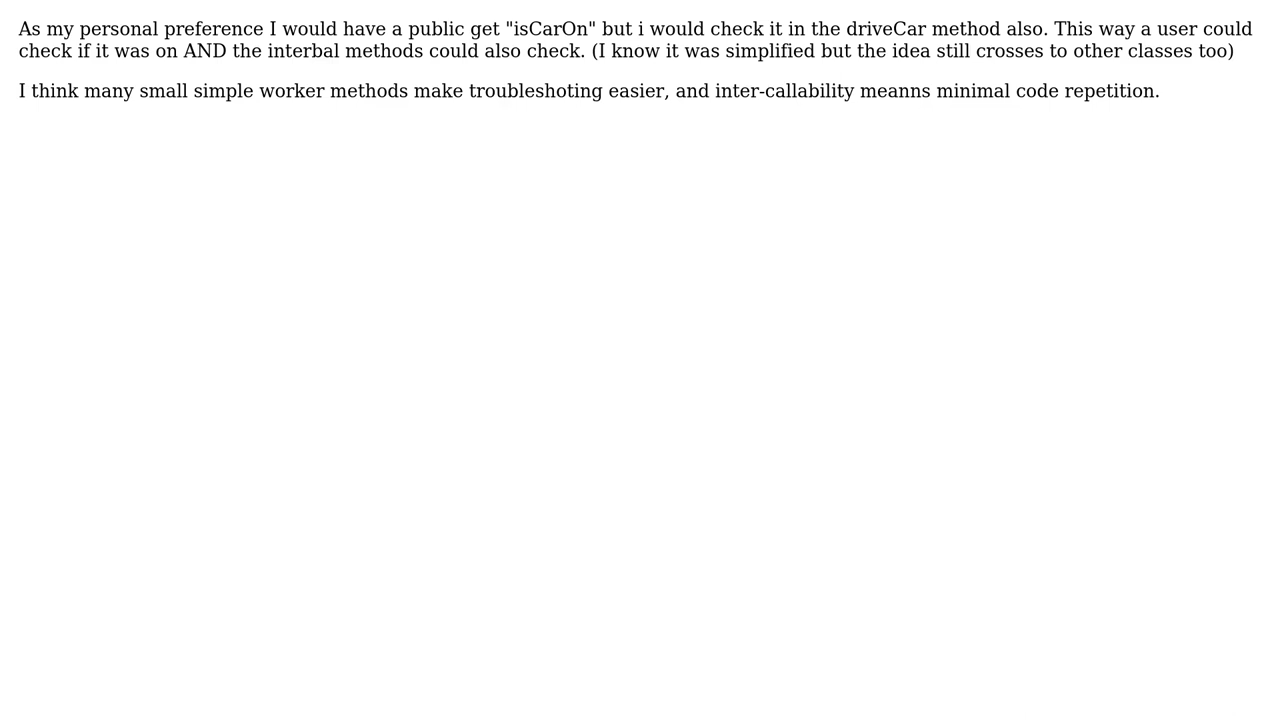 As my personal preference I would have a public get "isCarOn" but i would check it in the driveCar method also. This way a user could
check if it was on AND the interbal methods could also check. (I know it was simplified but the idea still crosses to other classes too)
I think many small simple worker methods make troubleshoting easier, and inter-callability meanns minimal code repetition.